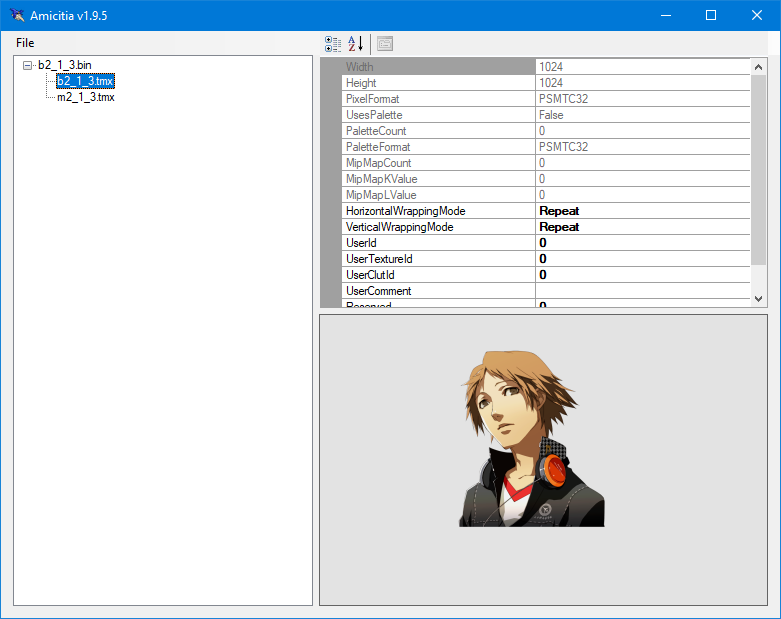 Amicitia v1.9.5
File
b2_1_3.bin
b2_1_3.tmx
m2_1_3.tmx
Width 1024
Height 1024
PixelFormat PSMTC32
UsesPalette False
PaletteCount 0
PaletteFormat PSMTC32
MipMapCount 0
MipMapKValue 0
MipMapLValue 0
HorizontalWrappingMode Repeat
VerticalWrappingMode Repeat
UserId 0
UserTextureId 0
UserClutId 0
UserComment
Reserved 0